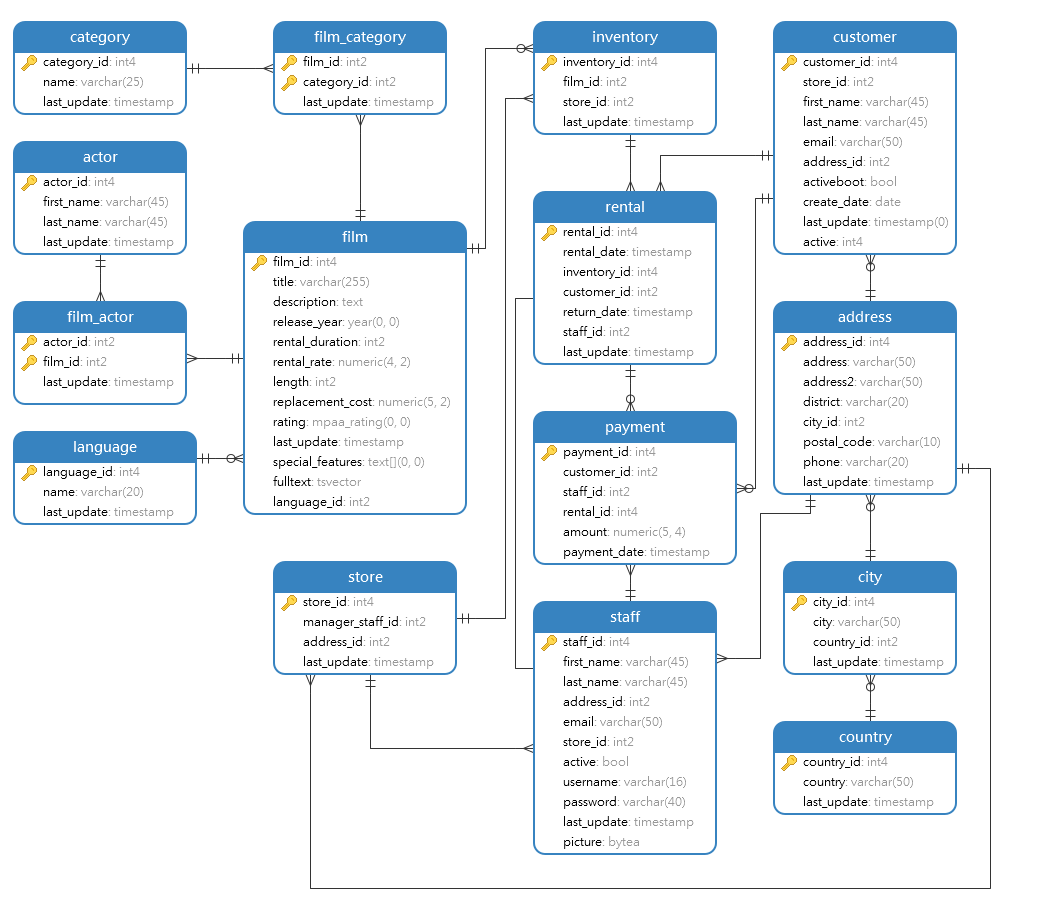 category
category_id: int4
name: varchar(25)
last_update: timestamp
film_category
film_id: int2
category_id: int2
last_update: timestamp
inventory
inventory_id: int4
film_id: int2
store_id: int2
last_update: timestamp
customer
customer_id: int4
store_id: int2
first_name: varchar(45)
last_name: varchar(45)
email: varchar(50)
address_id: int2
activeboot: bool
create_date: date
last_update: timestamp(0)
active: int4
actor
actor_id: int4
first_name: varchar(45)
last_name: varchar(45)
last_update: timestamp
film
film_id: int4
title: varchar(255)
description: text
release_year: year(0, 0)
rental_duration: int2
rental_rate: numeric(4, 2)
length: int2
replacement_cost: numeric(5, 2)
rating: mpaa_rating(0, 0)
last_update: timestamp
special_features: text[](0, 0)
fulltext: tsvector
language_id: int2
rental
rental_id: int4
rental_date: timestamp
inventory_id: int4
customer_id: int2
return_date: timestamp
staff_id: int2
last_update: timestamp
film_actor
actor_id: int2
film_id: int2
last_update: timestamp
address
address_id: int4
address: varchar(50)
address2: varchar(50)
district: varchar(20)
city_id: int2
postal_code: varchar(10)
phone: varchar(20)
last_update: timestamp
language
language_id: int4
name: varchar(20)
last_update: timestamp
payment
payment_id: int4
customer_id: int2
staff_id: int2
rental_id: int4
amount: numeric(5, 4)
payment_date: timestamp
store
store_id: int4
manager_staff_id: int2
address_id: int2
last_update: timestamp
staff
staff_id: int4
first_name: varchar(45)
last_name: varchar(45)
address_id: int2
email: varchar(50)
store_id: int2
active: bool
username: varchar(16)
password: varchar(40)
last_update: timestamp
picture: bytea
city
city_id: int4
city: varchar(50)
country_id: int2
last_update: timestamp
country
country_id: int4
country: varchar(50)
last_update: timestamp